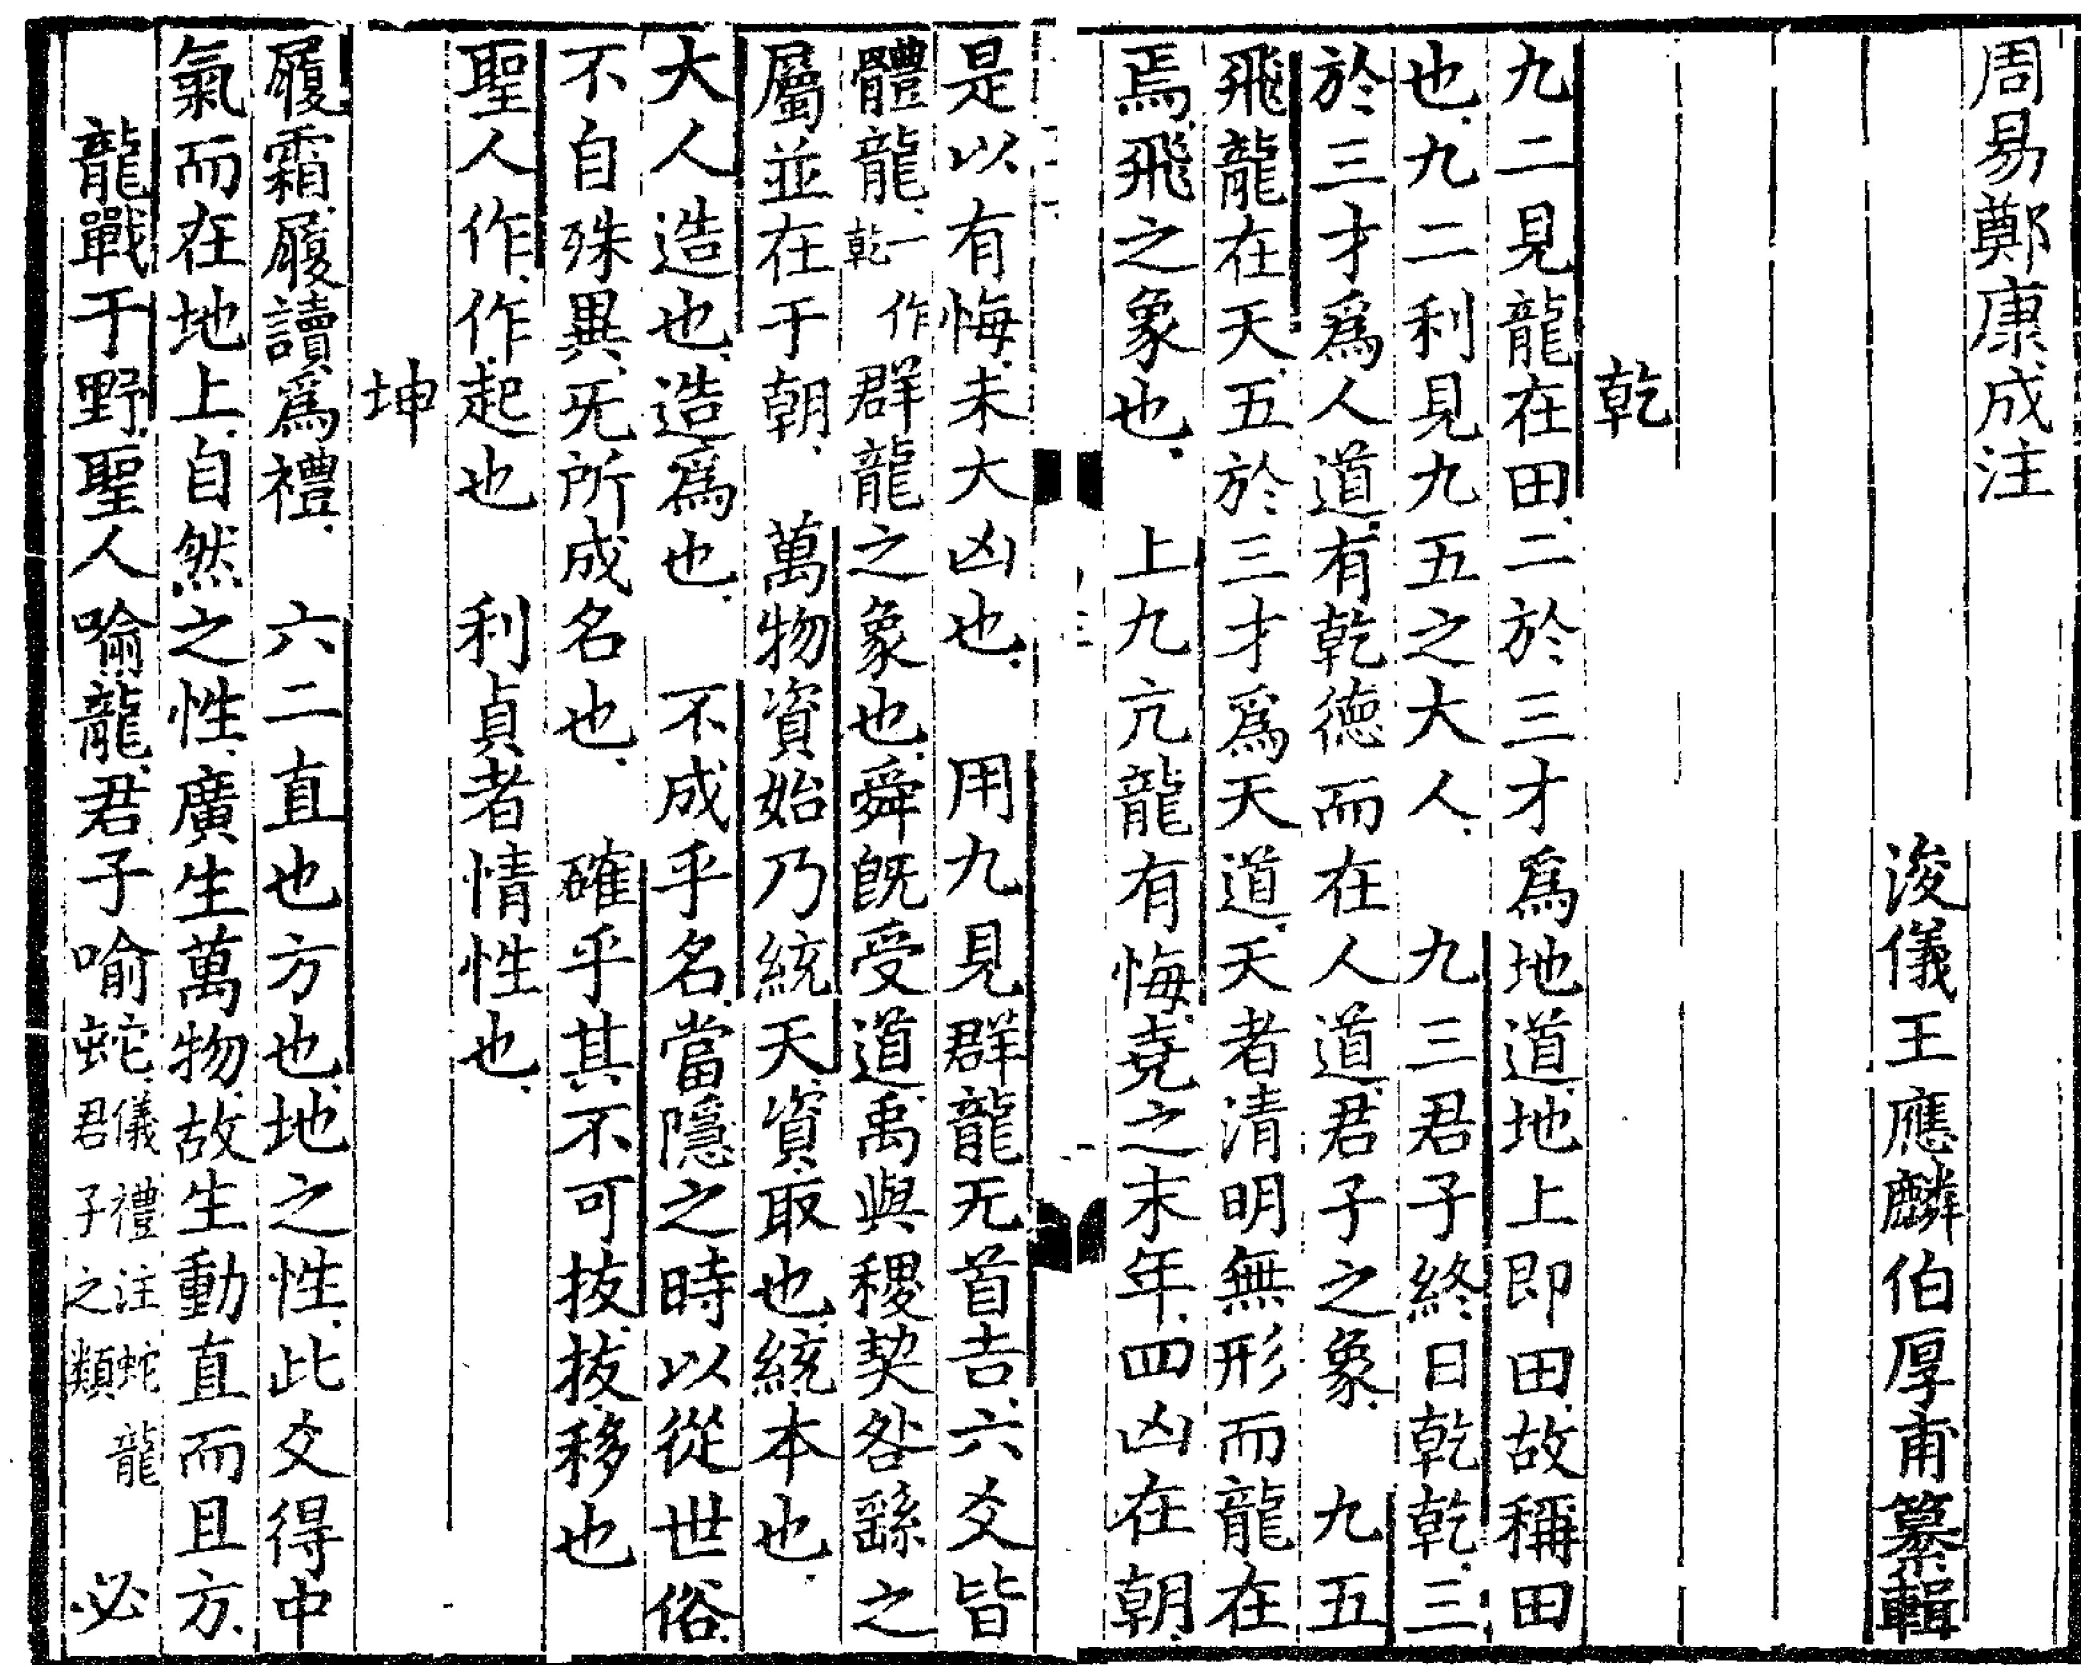 周易鄭康成注
浚儀王應麟伯厚甫纂輯
乾
九二見龍在田二於三才爲地道地上即田故稱田
也九二利見九五之大人　九三君子終日乾乾三
於三才爲人道有乾德而在人道君子之象　九五
飛龍在天五於三才爲天道天者清明無形而龍在
焉飛之象也　上九亢龍有悔堯之末年四凶在朝
是以有悔未大凶也　用九見群龍无首吉六爻皆
體龍一作乾群龍之象也舜既受道禹與稷契咎繇之
屬並在于朝　萬物資始乃統天資取也統本也
大人造也造爲也　不成乎名當隱之時以從世俗
不自殊異无所成名也　確乎其不可拔拔移也
聖人作作起也　利貞者情性也
坤
履霜履讀爲禮　六二直也方也地之性此爻得中
氣而在地上自然之性廣生萬物故生動直而且方
龍戰于野聖人喻龍君子喻蛇儀禮注蛇龍君子之類　必